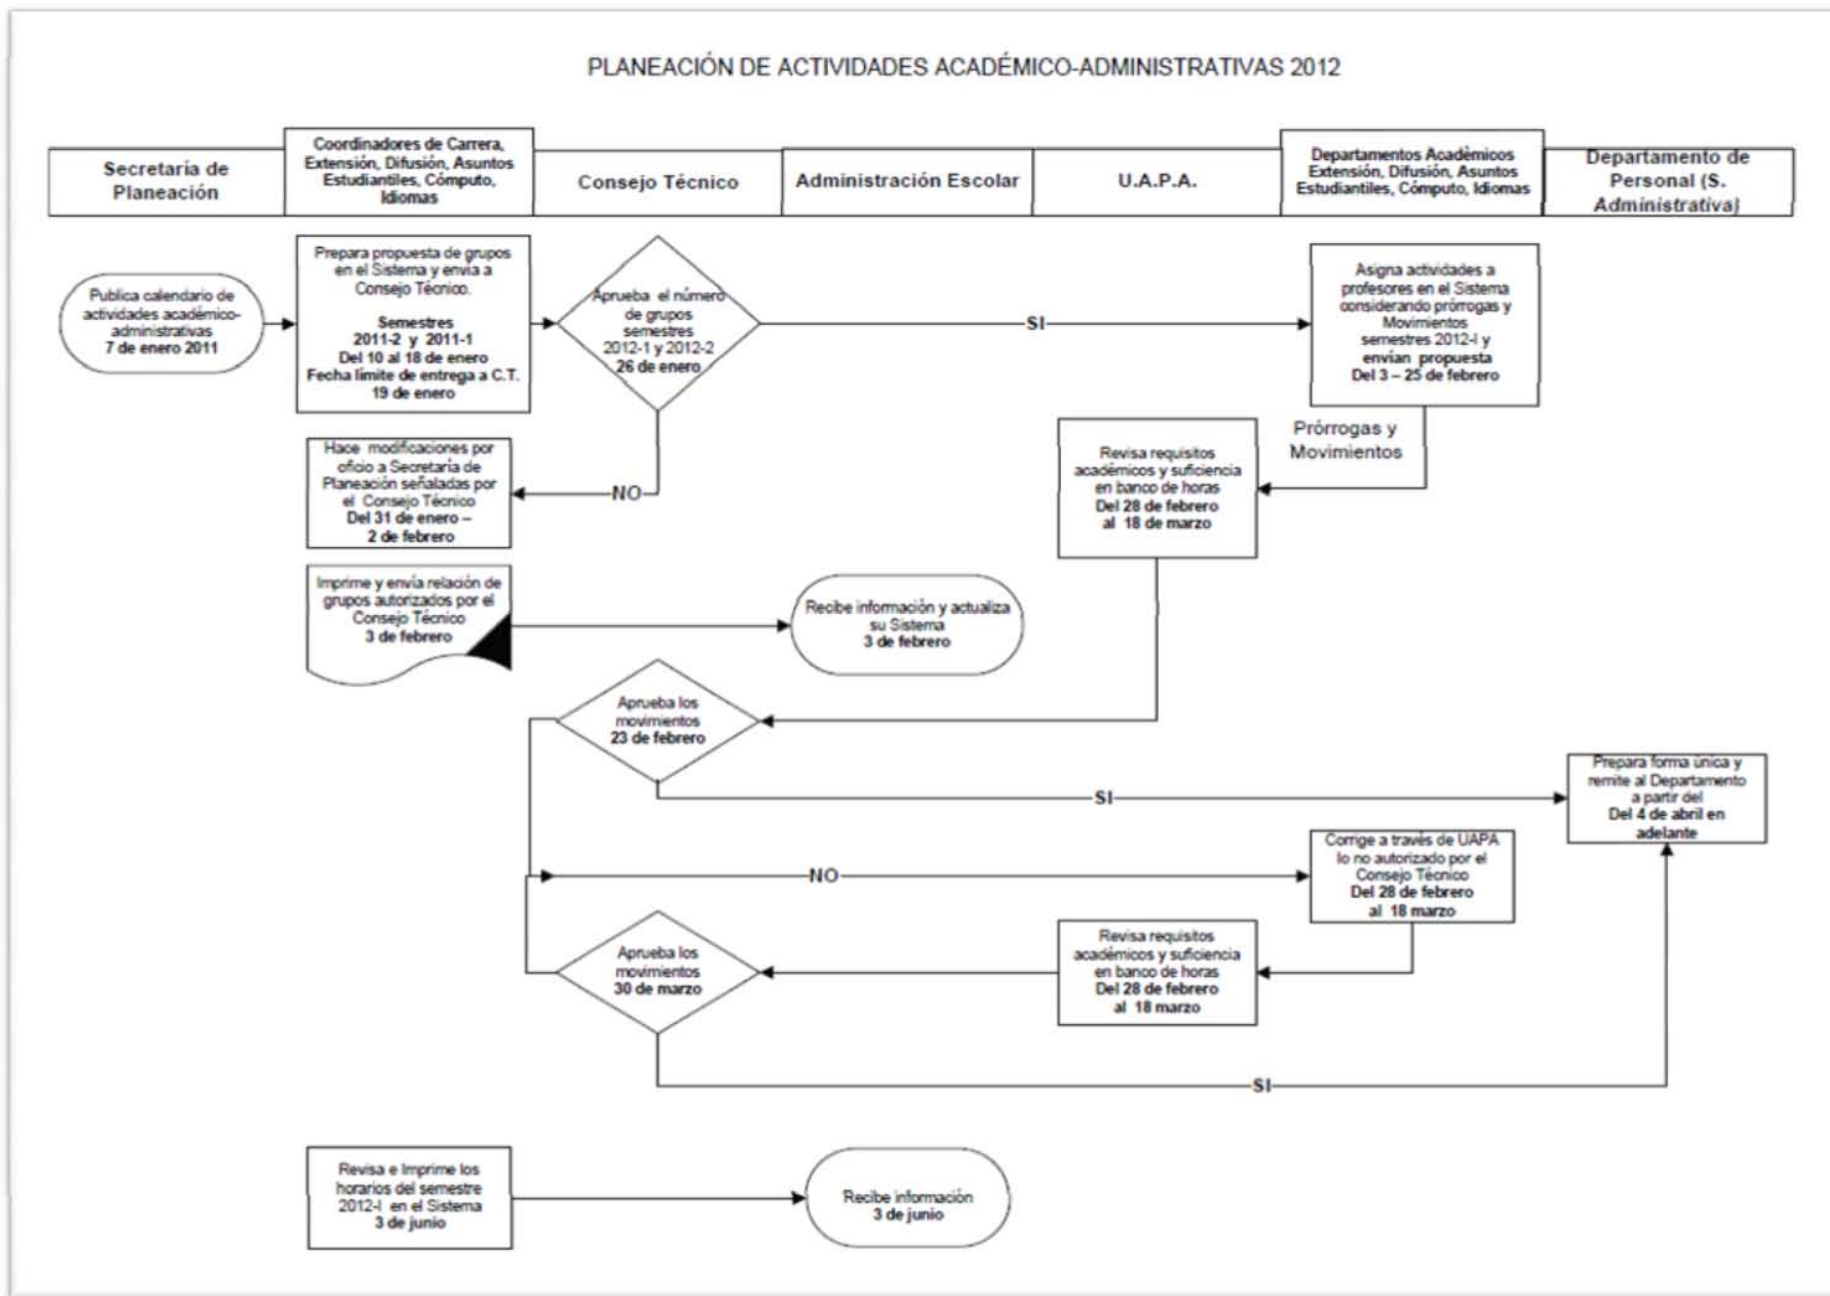 PLANEACIÓN DE ACTIVIDADES ACADÉMICO-ADMINISTRATIVAS 2012
Secretaría de
Planeación
Coordinadores de Carrera,
Extensión, Difusión, Asuntos
Estudiantiles, Cómputo,
Idiomas
Consejo Técnico
Administración Escolar
U.A.P.A.
Departamentos Académicos
Extensión, Difusión, Asuntos
Estudiantiles, Cómputo, Idiomas
Departamento de
Personal (S.
Administrativa)
Publica calendario de
actividades académico-
administrativas
7 de enero 2011
Prepara propuesta de grupos
en el Sistema y envía a
Consejo Técnico.
Semestres
2011-2 y 2011-1
Del 10 al 18 de enero
Fecha límite de entrega a C.T.
19 de enero
Aprueba el número
de grupos
semestres
2012-1 y 2012-2
26 de enero
SI
Asigna actividades a
profesores en el Sistema
considerando prórrogas y
Movimientos
semestres 2012-I y
envían propuesta
Del 3 – 25 de febrero
Prórrogas y
Movimientos
Hace modificaciones por
oficio a Secretaría de
Planeación señaladas por
el Consejo Técnico
Del 31 de enero –
2 de febrero
NO
Revisa requisitos
académicos y suficiencia
en banco de horas
Del 28 de febrero
al 18 de marzo
Imprime y envía relación de
grupos autorizados por el
Consejo Técnico
3 de febrero
Recibe información y actualiza
su Sistema
3 de febrero
Aprueba los
movimientos
23 de febrero
SI
Prepara forma única y
remite al Departamento
a partir del
Del 4 de abril en
adelante
NO
Corrige a través de UAPA
lo no autorizado por el
Consejo Técnico
Del 28 de febrero
al 18 marzo
Aprueba los
movimientos
30 de marzo
Revisa requisitos
académicos y suficiencia
en banco de horas
Del 28 de febrero
al 18 marzo
SI
Revisa e Imprime los
horarios del semestre
2012-I en el Sistema
3 de junio
Recibe información
3 de junio